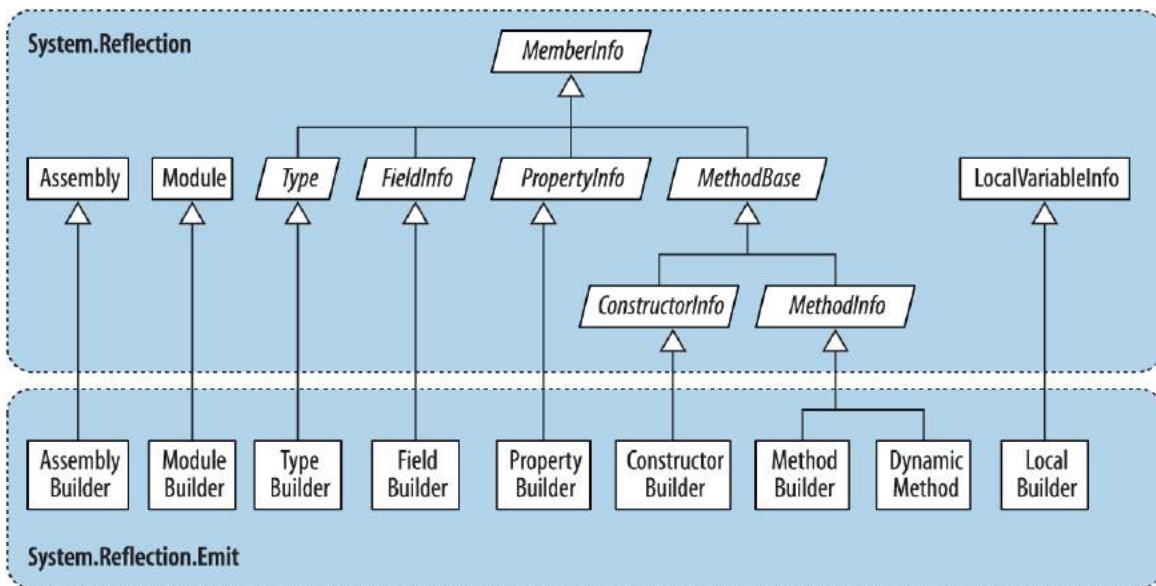 System.Reflection
MemberInfo
Assembly
Module
Type
FieldInfo
PropertyInfo
MethodBase
LocalVariableInfo
ConstructorInfo
MethodInfo
Assembly
Builder
Module
Builder
Type
Builder
Field
Builder
Property
Builder
Constructor
Builder
Method
Builder
Dynamic
Method
Local
Builder
System.Reflection.Emit